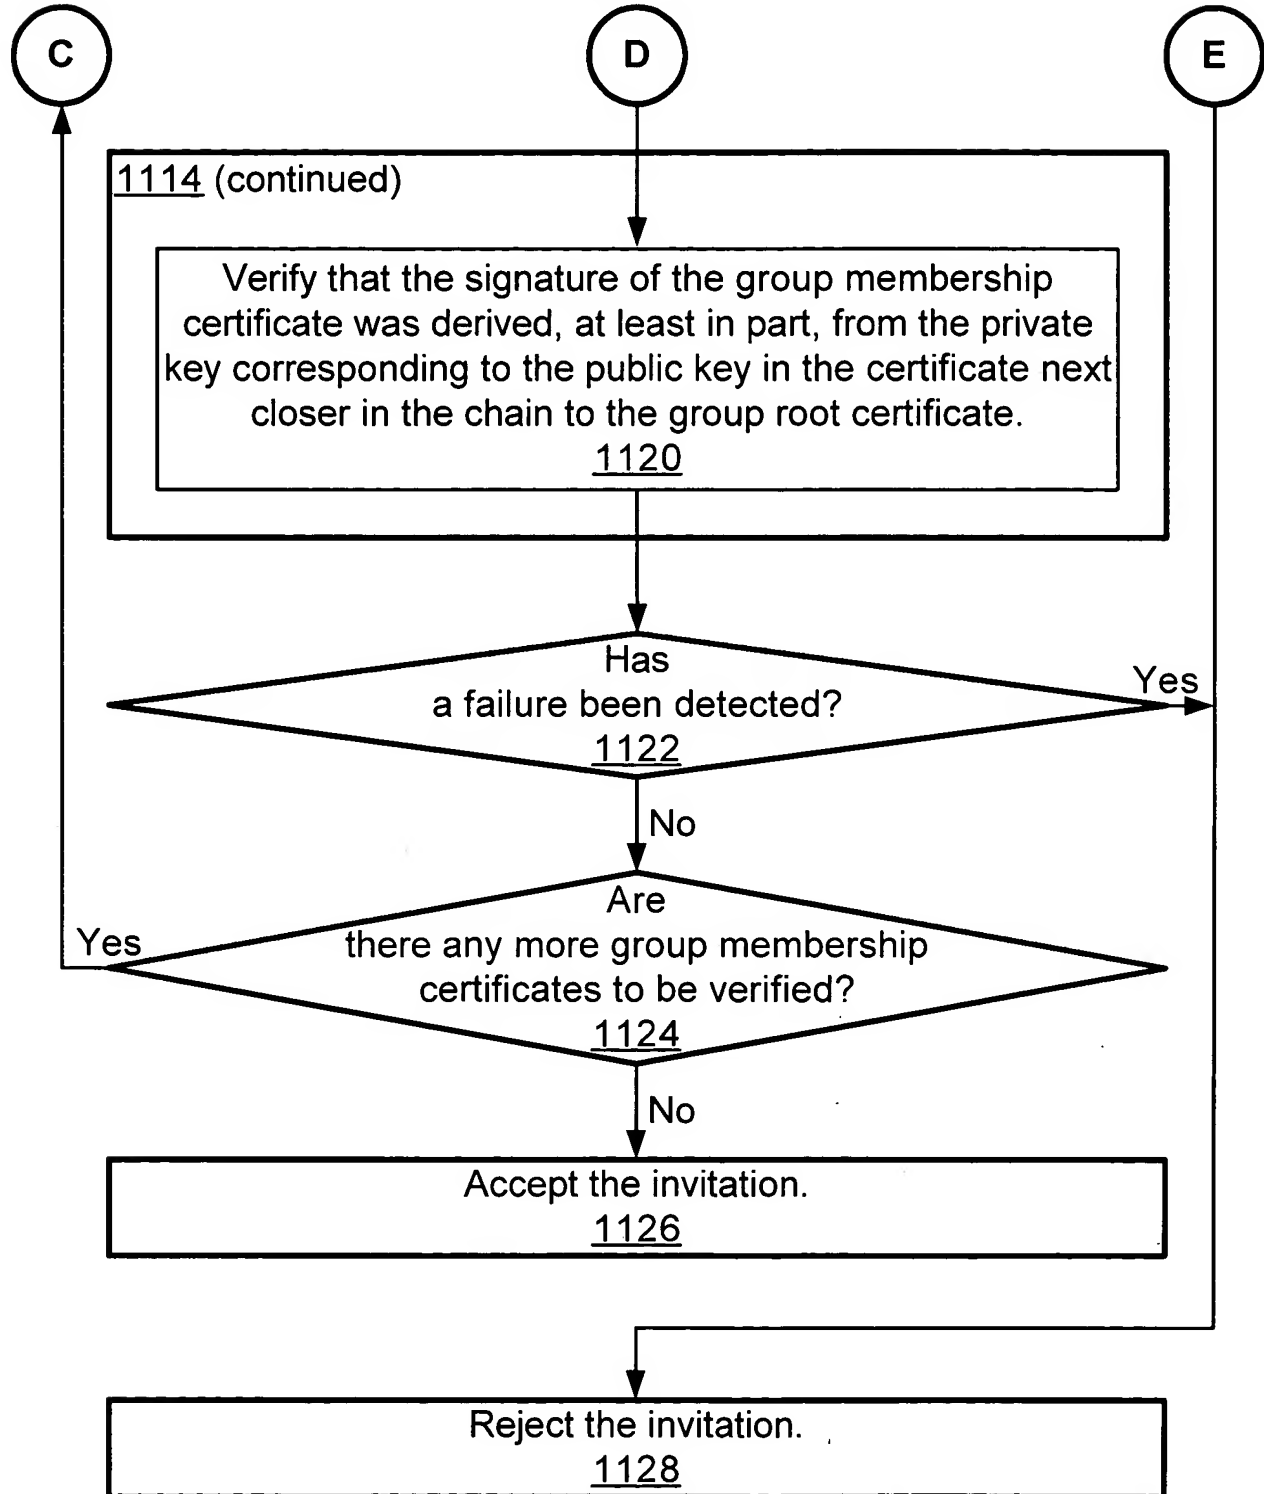 C
D
E
1114 (continued)
Verify that the signature of the group membership
certificate was derived, at least in part, from the private
key corresponding to the public key in the certificate next
closer in the chain to the group root certificate.
1120
Has
a failure been detected?
1122
Yes
No
Are
there any more group membership
certificates to be verified?
1124
Yes
No
Accept the invitation.
1126
Reject the invitation.
1128